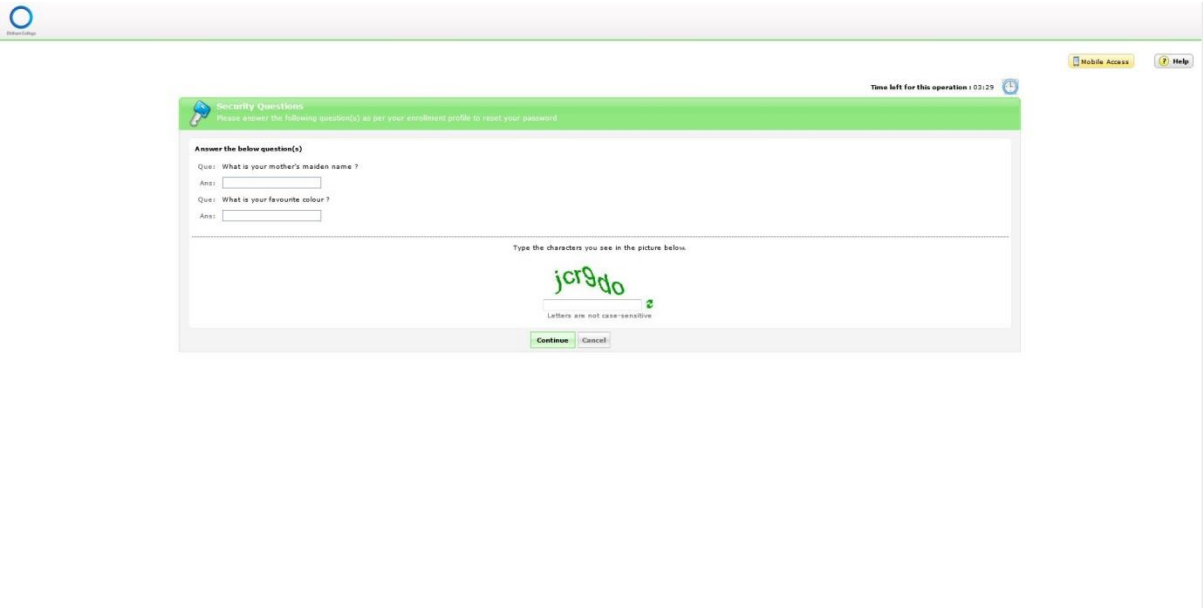 Mobile Access
Help
Time left for this operation : 03:29
Security Questions
Please answer the following question(s) as per your enrollment profile to reset your password
Answer the below question(s)
Que: What is your mother's maiden name ?
Ans:
Que: What is your favourite colour ?
Ans:
Type the characters you see in the picture below.
jcr9do
Letters are not case-sensitive
Continue Cancel